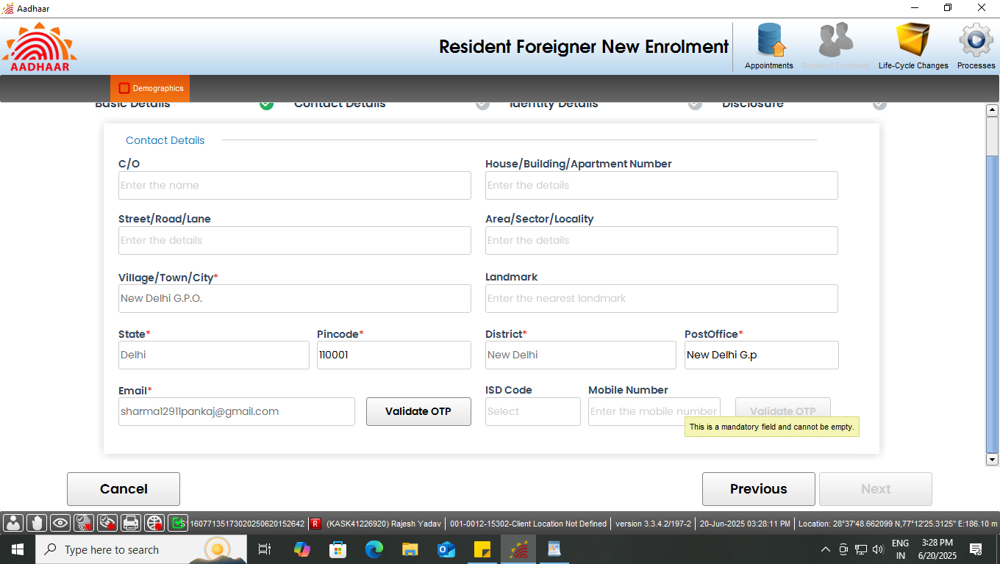 Aadhaar
AADHAAR
Resident Foreigner New Enrolment
Appointments
Resident Enrolment
Life-Cycle Changes
Processes
Demographics
Basic Details
Contact Details
Identity Details
Disclosure
Contact Details
C/O
House/Building/Apartment Number
Enter the name
Enter the details
Street/Road/Lane
Area/Sector/Locality
Enter the details
Enter the details
Village/Town/City*
Landmark
New Delhi G.P.O.
Enter the nearest landmark
State*
Pincode*
District*
PostOffice*
Delhi
110001
New Delhi
New Delhi G.p
Email*
ISD Code
Mobile Number
sharma12911pankaj@gmail.com
Validate OTP
Select
Enter the mobile number
Validate OTP
This is a mandatory field and cannot be empty.
Cancel
Previous
Next
S116077135173020250620152642
R
(KASK41226920) Rajesh Yadav
001-0012-15302-Client Location Not Defined
version 3.3.4.2/197-2
20-Jun-2025 03:28:11 PM
Location: 28°37'48.662099 N,77°12'25.3125" E:186.10 m
Type here to search
ENG
IN
3:28 PM
6/20/2025